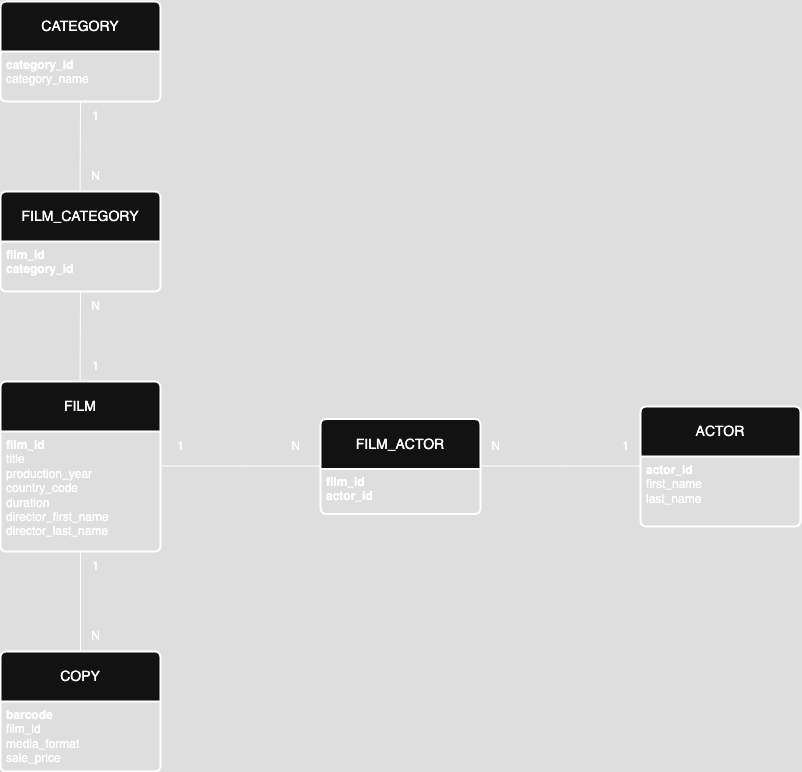 CATEGORY
category_id
category_name
1
N
FILM_CATEGORY
film_id
category_id
N
1
FILM
film_id
title
production_year
country_code
duration
director_first_name
director_last_name
1
N
FILM_ACTOR
film_id
actor_id
N
1
ACTOR
actor_id
first_name
last_name
1
N
COPY
barcode
film_id
media_format
sale_price